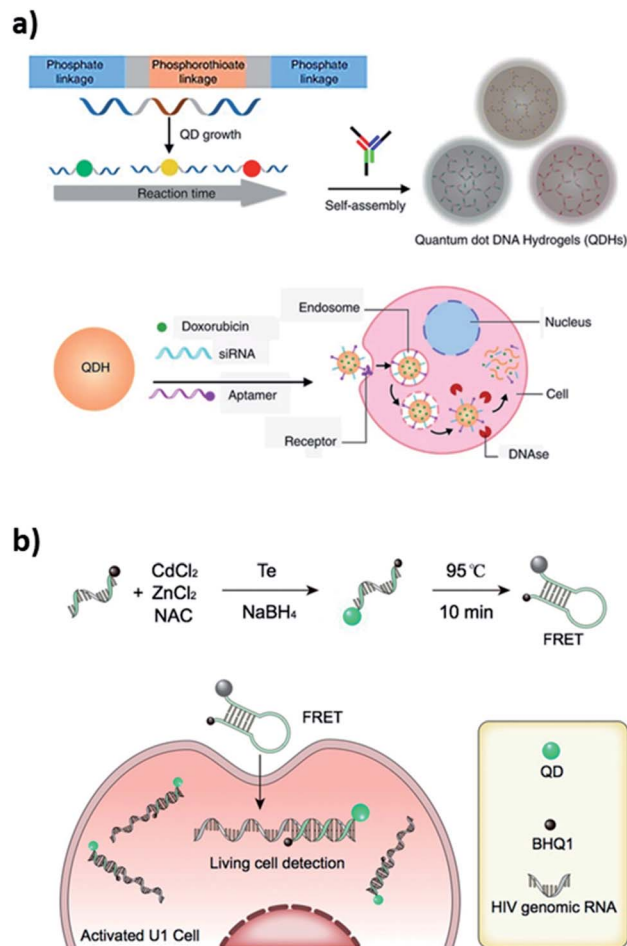 a)
Phosphate
linkage
Phosphorothioate
linkage
Phosphate
linkage
QD growth
Reaction time
Self-assembly
Quantum dot DNA Hydrogels (QDHs)
QDH
Doxorubicin
siRNA
Aptamer
Endosome
Receptor
Nucleus
Cell
DNAse
b)
+
CdCl₂
ZnCl₂
NAC
Te
NaBH₄
95℃
10 min
FRET
FRET
Living cell detection
Activated U1 Cell
QD
BHQ1
HIV genomic RNA